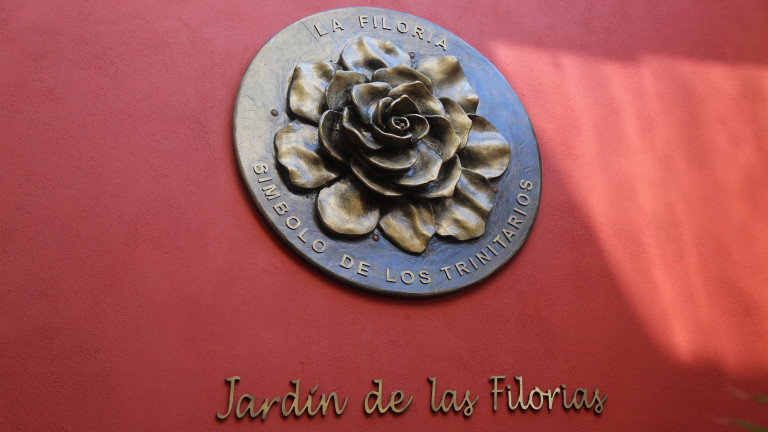 LA FILORIA
SIMBOLO DE LOS TRINITARIOS
Jardín de las Filorias